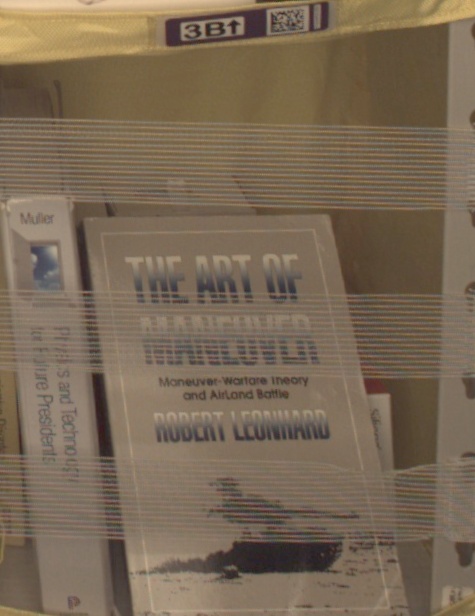 3B↑
Muller
Physics and Technology
for Future Presidents
THE ART OF
MANEUVER
Maneuver-Warfare Theory
and AirLand Battle
ROBERT LEONHARD